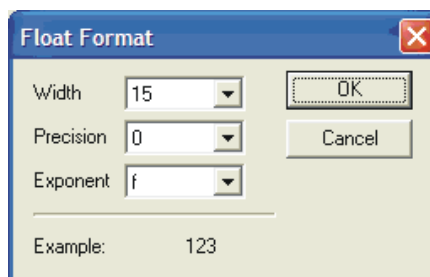 Float Format
Width 15 OK
Precision 0 Cancel
Exponent f
Example: 123